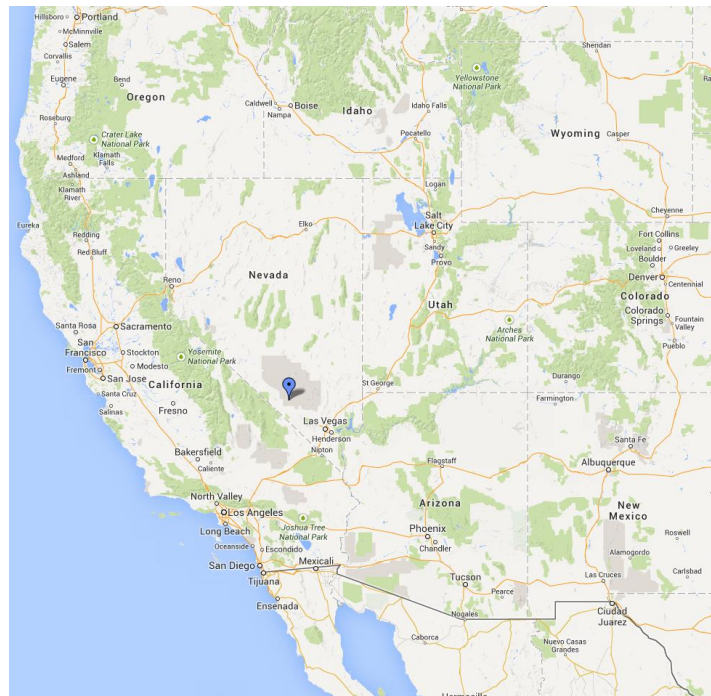 Hillsboro
Portland
McMinnville
Salem
Corvallis
Eugene
Bend
Oregon
Roseburg
Crater Lake
National Park
Medford
Klamath
Falls
Ashland
Klamath
River
Eureka
Redding
Red Bluff
Caldwell
Boise
Nampa
Idaho
Idaho Falls
Pocatello
Yellowstone
National Park
Sheridan
Wyoming
Casper
Cheyenne
Logan
Salt
Lake City
Sandy
Provo
Elko
Nevada
Reno
Utah
Fort Collins
Loveland
Greeley
Boulder
Denver
Centennial
Colorado
Colorado
Springs
Fountain
Valley
Pueblo
Arches
National Park
Santa Rosa
Sacramento
San
Francisco
Stockton
Modesto
Fremont
San Jose
Santa Cruz
Salinas
California
Yosemite
National Park
Fresno
St George
Durango
Farmington
Las Vegas
Henderson
Nipton
Bakersfield
Caliente
Flagstaff
Santa Fe
Albuquerque
North Valley
Los Angeles
Long Beach
Joshua Tree
National Park
Oceanside
Escondido
San Diego
Mexicali
Tijuana
Ensenada
Arizona
Phoenix
Chandler
Tucson
Pearce
Nogales
New
Mexico
Roswell
Alamogordo
Carlsbad
Las Cruces
Ciudad
Juarez
Caborca
Nuevo Casas
Grandes